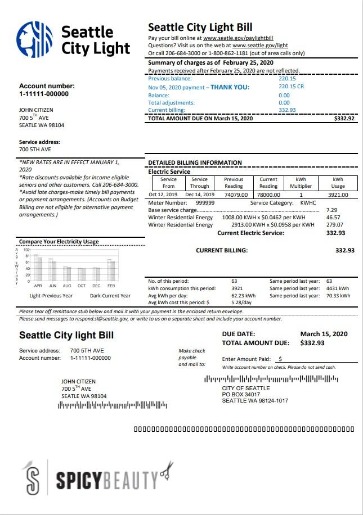 Seattle
City Light
Seattle City Light Bill
Pay your bill online at www.seattle.gov/paylightbill
Questions? Visit us on the web at www.seattle.gov/light
Or call 206-684-3000 or 1-800-862-1181 (out of area calls only)
Summary of charges as of February 25, 2020
Payments received after February 25, 2020 are not reflected.
Previous balance: 220.15
Nov 05, 2020 payment – THANK YOU: 220.15 CR
Balance: 0.00
Total adjustments: 0.00
Current billing: 332.93
TOTAL AMOUNT DUE ON March 15, 2020 $332.92
Account number:
1-11111-000000
JOHN CITIZEN
700 5TH AVE
SEATLE WA 98104
Service address:
700 5TH AVE
*NEW RATES ARE IN EFFECT JANUARY 1,
2020
*Rate discounts available for income eligible
seniors and other customers. Call 206-684-3000.
*Avoid late charges-make timely bill payments
or payment arrangements. (Accounts on Budget
Billing are not eligible for alternative payment
arrangements.)
DETAILED BILLING INFORMATION
Electric Service
Service From Service Through Previous Reading Current Reading kWh Multiplier kWh Usage
Oct 12, 2019 Dec 14, 2019 74079.00 78000.00 1 3921.00
Meter Number: 999999 Service Category: KWHC
Base service charge 7.29
Winter Residential Energy 1008.00 KWH × $0.0462 per KWH 46.57
Winter Residential Energy 2913.00 KWH × $0.0958 per KWH 279.07
Current Electric Service: 332.93
CURRENT BILLING: 332.93
Compare Your Electricity Usage
APR JUN AUG OCT DEC FEB
Light-Previous Year Dark-Current Year
No. of this period: 63 Same period last year: 63
kWh consumption this period: 3921 Same period last year: 4431 kWh
Avg kWh per day: 62.23 kWh Same period last year: 70.33 kWh
Avg kWh cost this period: $ 5.28/day
Please tear off remittance stub below and mail it with your payment in the enclosed return envelope.
Please send messages to respond@seattle.gov, or write to us on a separate sheet and include your account number.
Seattle City light bill
DUE DATE: March 15, 2020
TOTAL AMOUNT DUE: $332.93
Service address: 700 5TH AVE
Account number: 1-11111-000000
Make check
payable
and mail to:
Enter Amount Paid: $
Write account number on check. Please do not send cash.
JOHN CITIZEN
700 5TH AVE
SEATLE WA 98104
CITY OF SEATTLE
PO BOX 34017
SEATTLE WA 98124-1017
SPICYBEAUTY